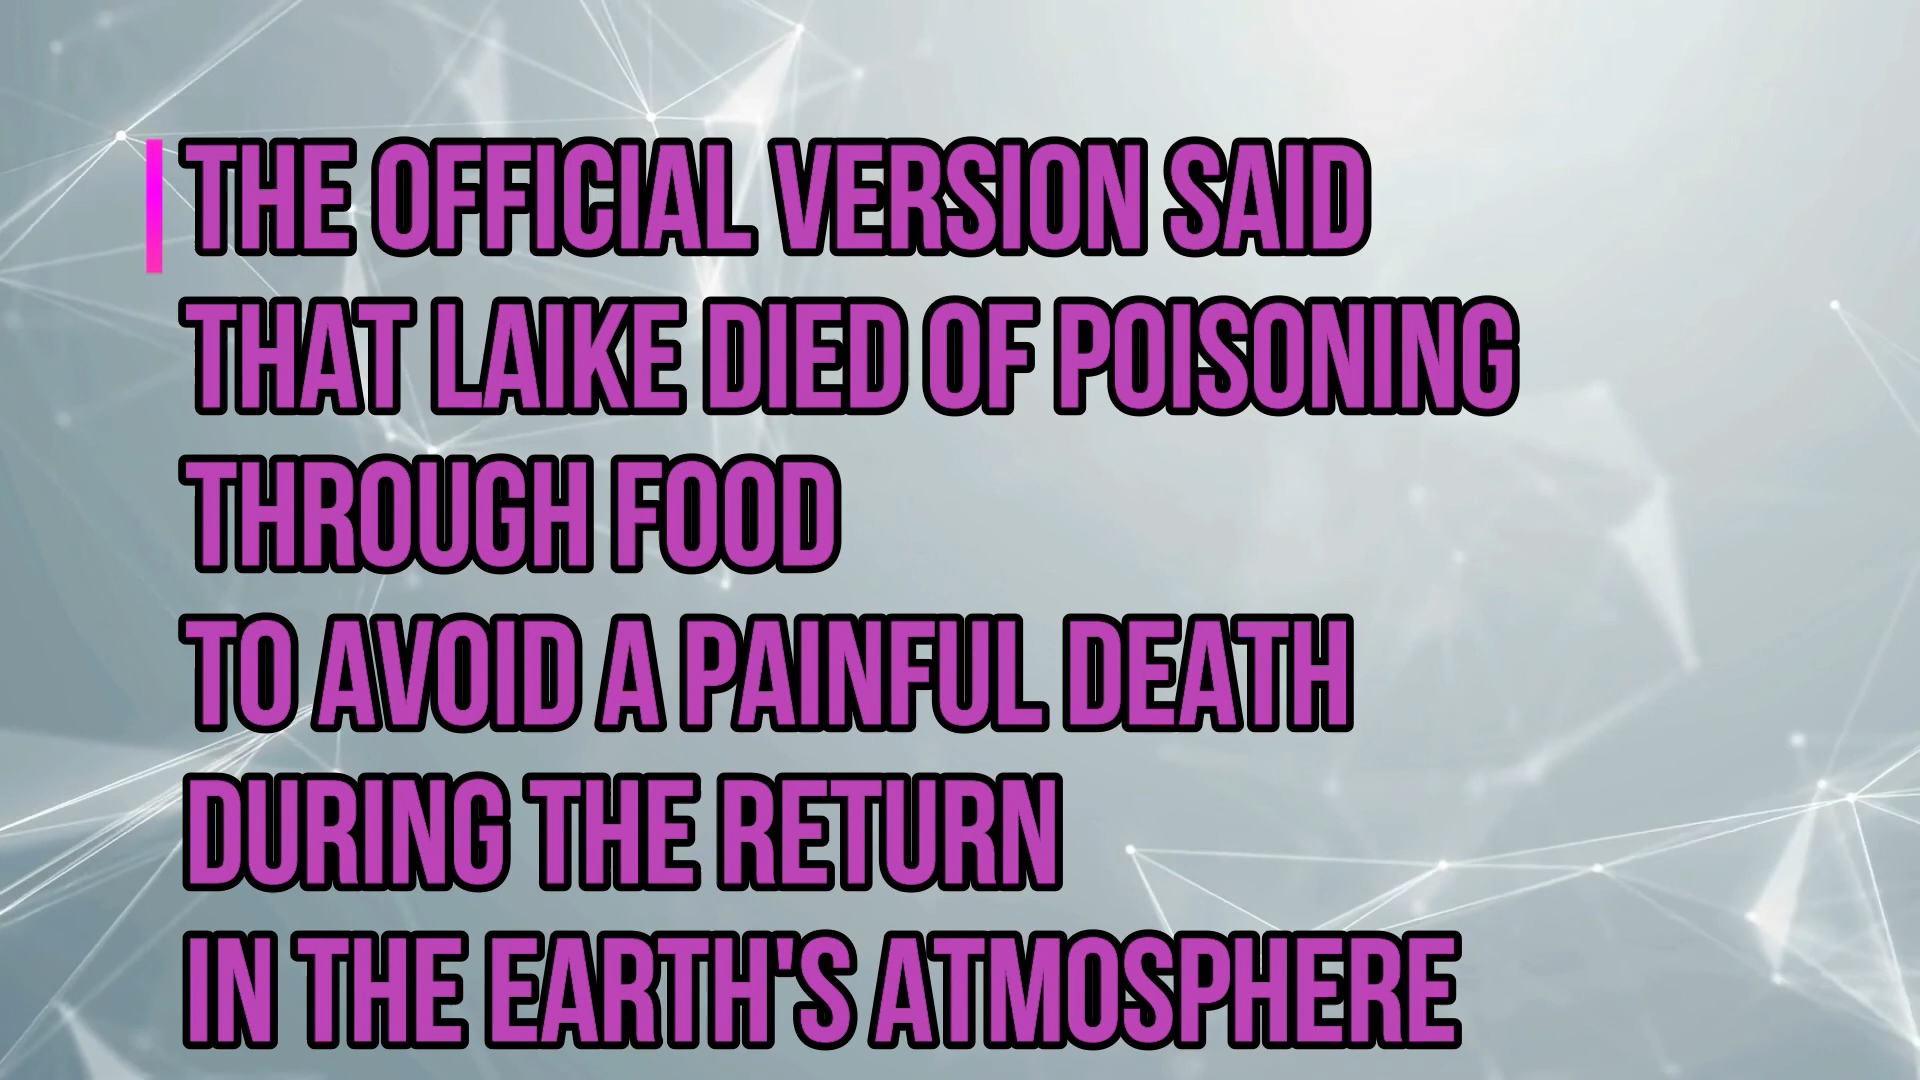 THE OFFICIAL VERSION SAID
THAT LAIKE DIED OF POISONING
THROUGH FOOD
TO AVOID A PAINFUL DEATH
DURING THE RETURN
IN THE EARTH'S ATMOSPHERE